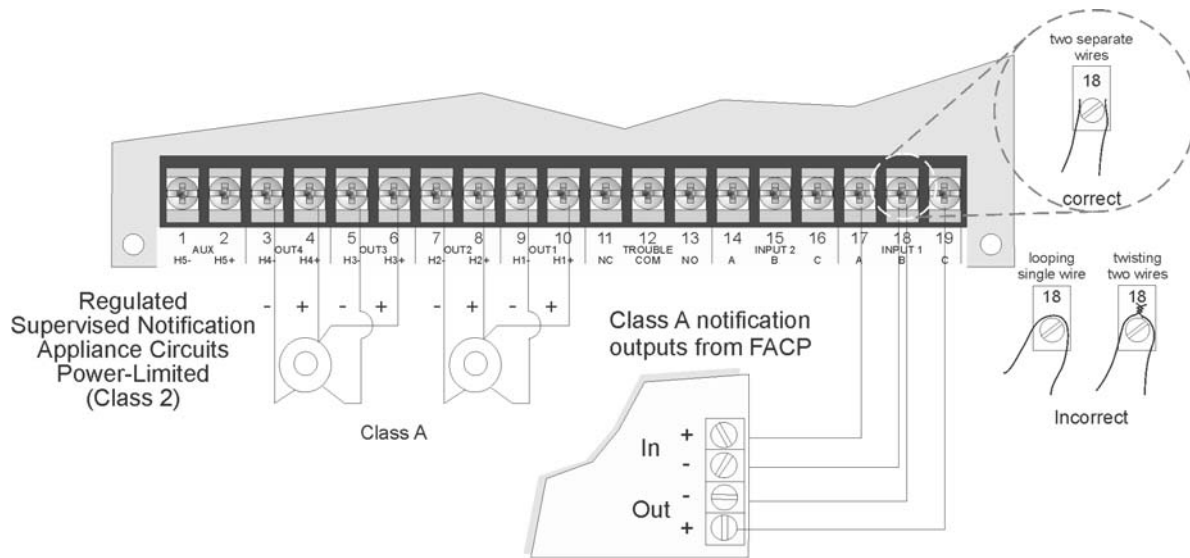 two separate
wires
18
correct
1 2 3 4 5 6 7 8 9 10 11 12 13 14 15 16 17 18 19
AUX OUT4 OUT3 OUT2 OUT1 TROUBLE INPUT 2 INPUT 1
H5- H5+ H4- H4+ H3- H3+ H2- H2+ H1- H1+ NC COM NO A B C A B C
looping
single wire
18
twisting
two wires
18
Incorrect
- + - + - + - +
Regulated
Supervised Notification
Appliance Circuits
Power-Limited
(Class 2)
Class A
Class A notification
outputs from FACP
In
+
-
Out
-
+